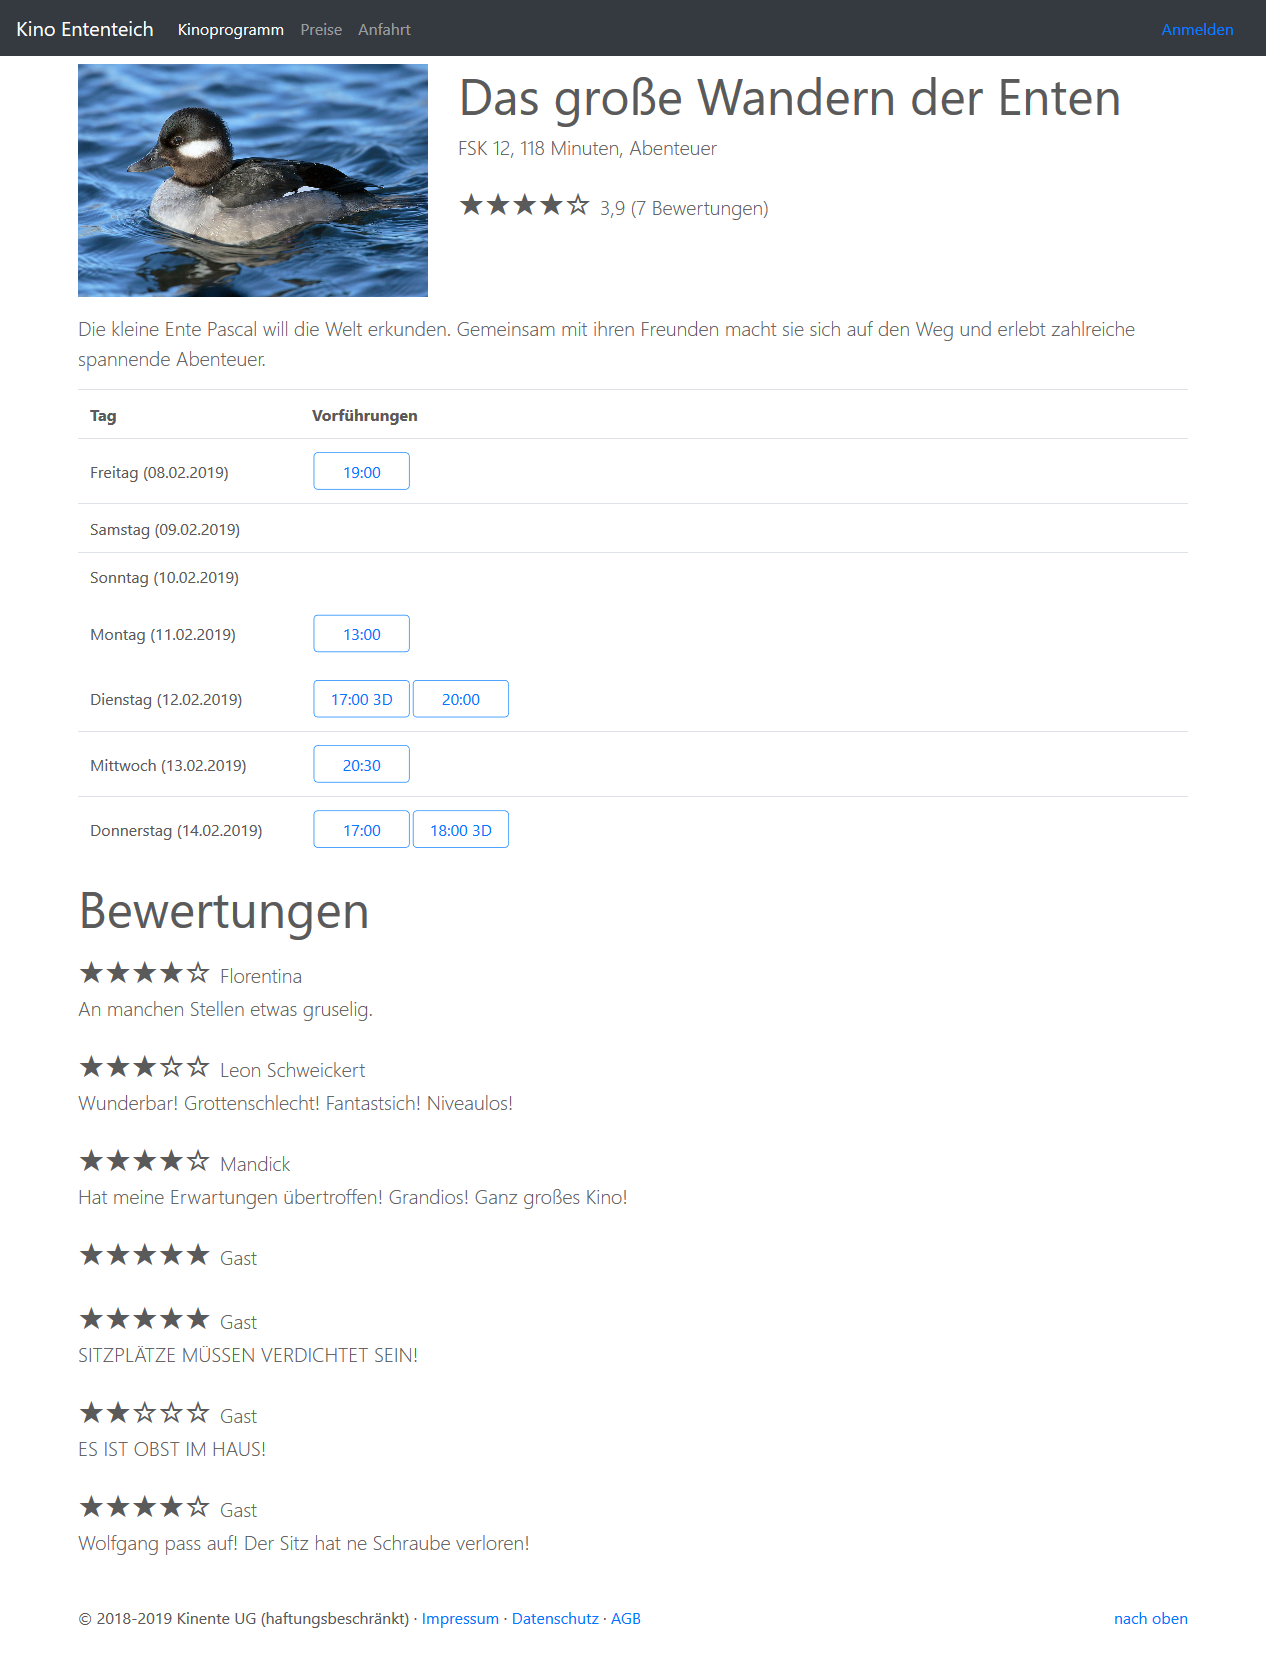 Kino Ententeich Kinoprogramm Preise Anfahrt Anmelden
Das große Wandern der Enten
FSK 12, 118 Minuten, Abenteuer
★★★★☆ 3,9 (7 Bewertungen)
Die kleine Ente Pascal will die Welt erkunden. Gemeinsam mit ihren Freunden macht sie sich auf den Weg und erlebt zahlreiche
spannende Abenteuer.
Tag Vorführungen
Freitag (08.02.2019) 19:00
Samstag (09.02.2019)
Sonntag (10.02.2019)
Montag (11.02.2019) 13:00
Dienstag (12.02.2019) 17:00 3D 20:00
Mittwoch (13.02.2019) 20:30
Donnerstag (14.02.2019) 17:00 18:00 3D
Bewertungen
★★★★☆ Florentina
An manchen Stellen etwas gruselig.
★★★☆☆ Leon Schweickert
Wunderbar! Grottenschlecht! Fantastsich! Niveaulos!
★★★★☆ Mandick
Hat meine Erwartungen übertroffen! Grandios! Ganz großes Kino!
★★★★★ Gast
★★★★★ Gast
SITZPLÄTZE MÜSSEN VERDICHTET SEIN!
★★☆☆☆ Gast
ES IST OBST IM HAUS!
★★★★☆ Gast
Wolfgang pass auf! Der Sitz hat ne Schraube verloren!
© 2018-2019 Kinente UG (haftungsbeschränkt) · Impressum · Datenschutz · AGB nach oben